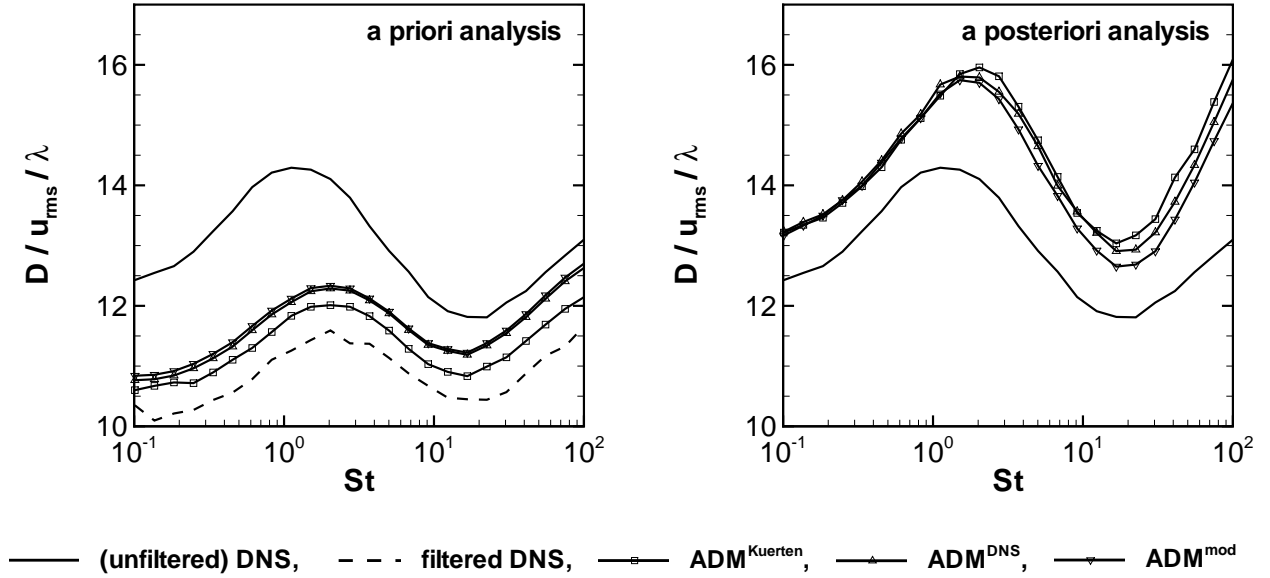 a priori analysis
16
14
12
10
D / u_rms / λ
10^-1
10^0
10^1
10^2
St
a posteriori analysis
16
14
12
10
D / u_rms / λ
10^-1
10^0
10^1
10^2
St
(unfiltered) DNS, filtered DNS, ADM^Kuerten, ADM^DNS, ADM^mod